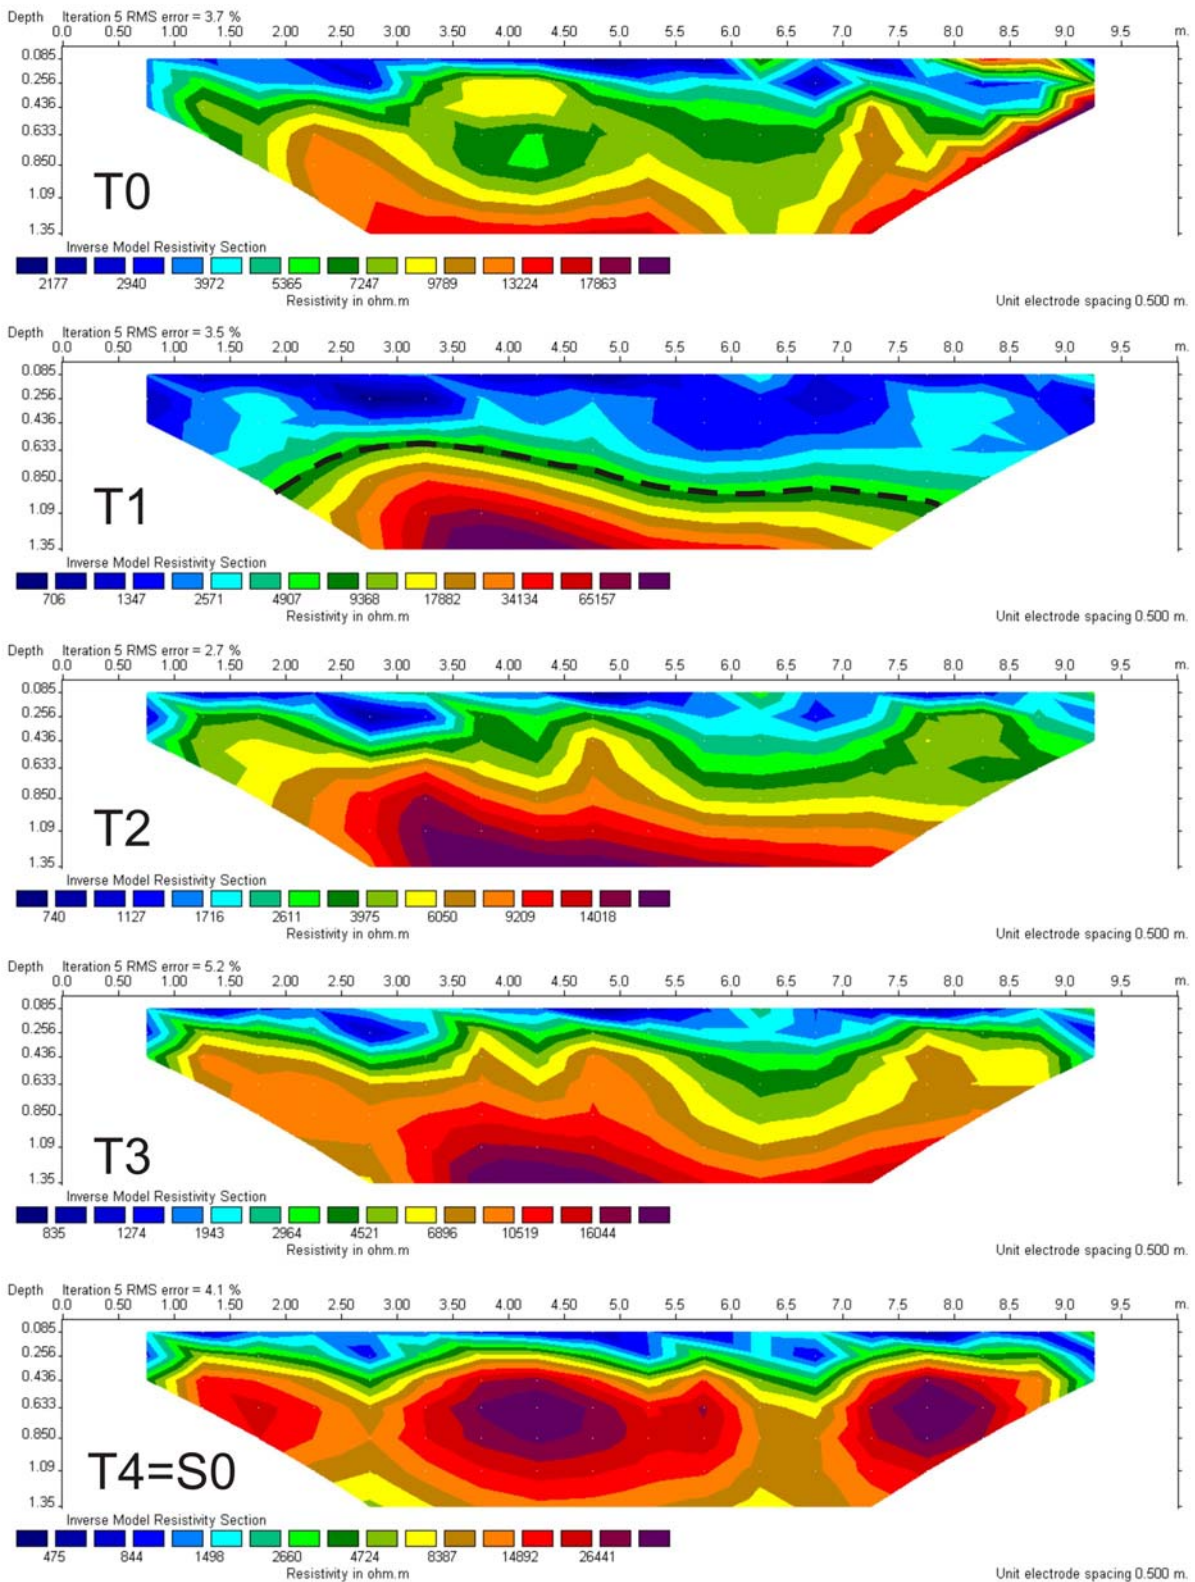 Depth Iteration 5 RMS error = 3.7 %
0.0 0.50 1.00 1.50 2.00 2.50 3.00 3.50 4.00 4.50 5.0 5.5 6.0 6.5 7.0 7.5 8.0 8.5 9.0 9.5 m.
0.085
0.256
0.436
0.633
0.850
1.09
1.35
T0
Inverse Model Resistivity Section
2177 2940 3972 5365 7247 9789 13224 17863
Resistivity in ohm.m
Unit electrode spacing 0.500 m.
Depth Iteration 5 RMS error = 3.5 %
0.0 0.50 1.00 1.50 2.00 2.50 3.00 3.50 4.00 4.50 5.0 5.5 6.0 6.5 7.0 7.5 8.0 8.5 9.0 9.5 m.
0.085
0.256
0.436
0.633
0.850
1.09
1.35
T1
Inverse Model Resistivity Section
706 1347 2571 4907 9368 17882 34134 65157
Resistivity in ohm.m
Unit electrode spacing 0.500 m.
Depth Iteration 5 RMS error = 2.7 %
0.0 0.50 1.00 1.50 2.00 2.50 3.00 3.50 4.00 4.50 5.0 5.5 6.0 6.5 7.0 7.5 8.0 8.5 9.0 9.5 m.
0.085
0.256
0.436
0.633
0.850
1.09
1.35
T2
Inverse Model Resistivity Section
740 1127 1716 2611 3975 6050 9209 14018
Resistivity in ohm.m
Unit electrode spacing 0.500 m.
Depth Iteration 5 RMS error = 5.2 %
0.0 0.50 1.00 1.50 2.00 2.50 3.00 3.50 4.00 4.50 5.0 5.5 6.0 6.5 7.0 7.5 8.0 8.5 9.0 9.5 m.
0.085
0.256
0.436
0.633
0.850
1.09
1.35
T3
Inverse Model Resistivity Section
835 1274 1943 2964 4521 6896 10519 16044
Resistivity in ohm.m
Unit electrode spacing 0.500 m.
Depth Iteration 5 RMS error = 4.1 %
0.0 0.50 1.00 1.50 2.00 2.50 3.00 3.50 4.00 4.50 5.0 5.5 6.0 6.5 7.0 7.5 8.0 8.5 9.0 9.5 m.
0.085
0.256
0.436
0.633
0.850
1.09
1.35
T4=S0
Inverse Model Resistivity Section
475 844 1498 2660 4724 8387 14892 26441
Resistivity in ohm.m
Unit electrode spacing 0.500 m.